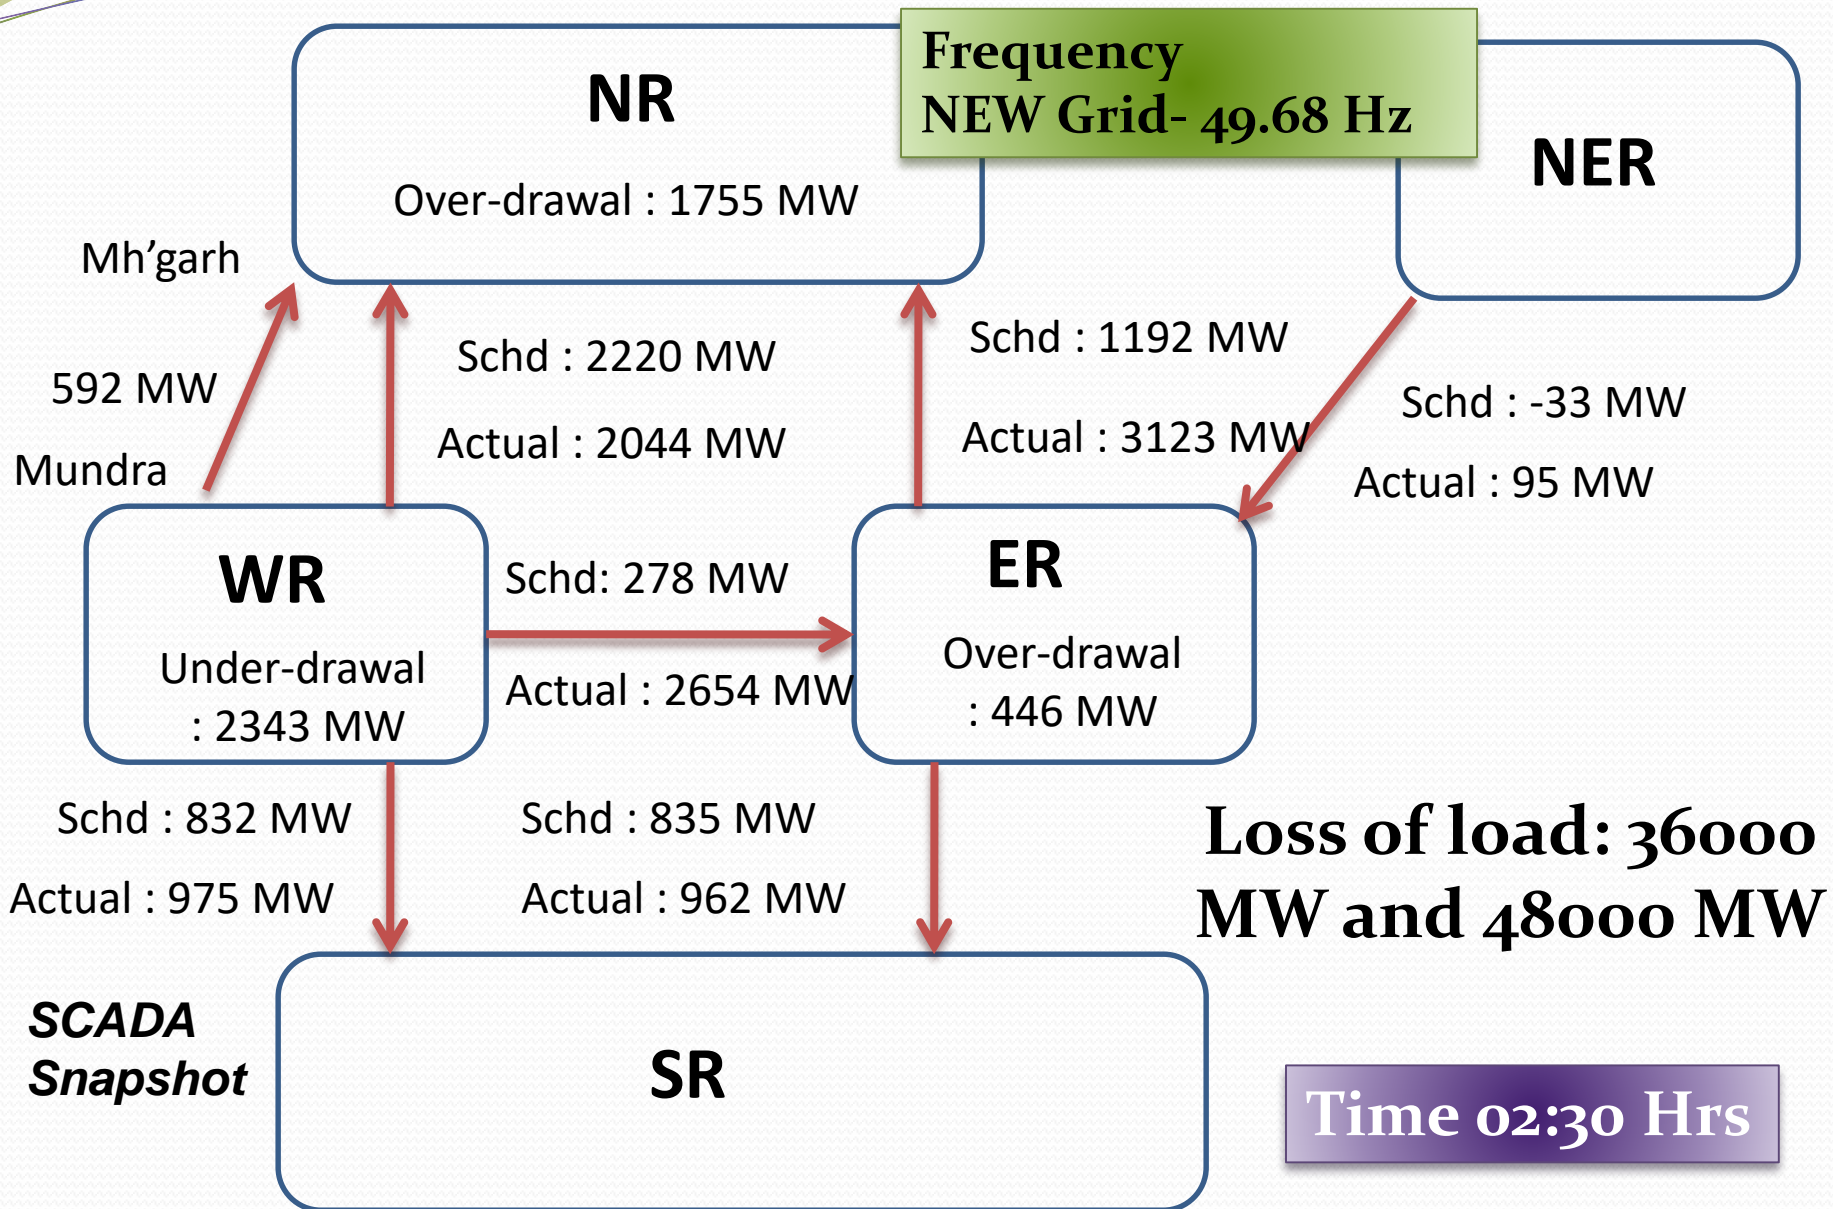 Frequency
NEW Grid- 49.68 Hz
NR
NER
Over-drawal : 1755 MW
Mh’garh
Schd : 2220 MW
Schd : 1192 MW
592 MW
Schd : -33 MW
Actual : 2044 MW
Actual : 3123 MW
Mundra
Actual : 95 MW
WR
Schd: 278 MW
ER
Under-drawal
: 2343 MW
Actual : 2654 MW
Over-drawal
: 446 MW
Schd : 832 MW
Schd : 835 MW
Loss of load: 36000
MW and 48000 MW
Actual : 975 MW
Actual : 962 MW
SCADA
Snapshot
SR
Time 02:30 Hrs